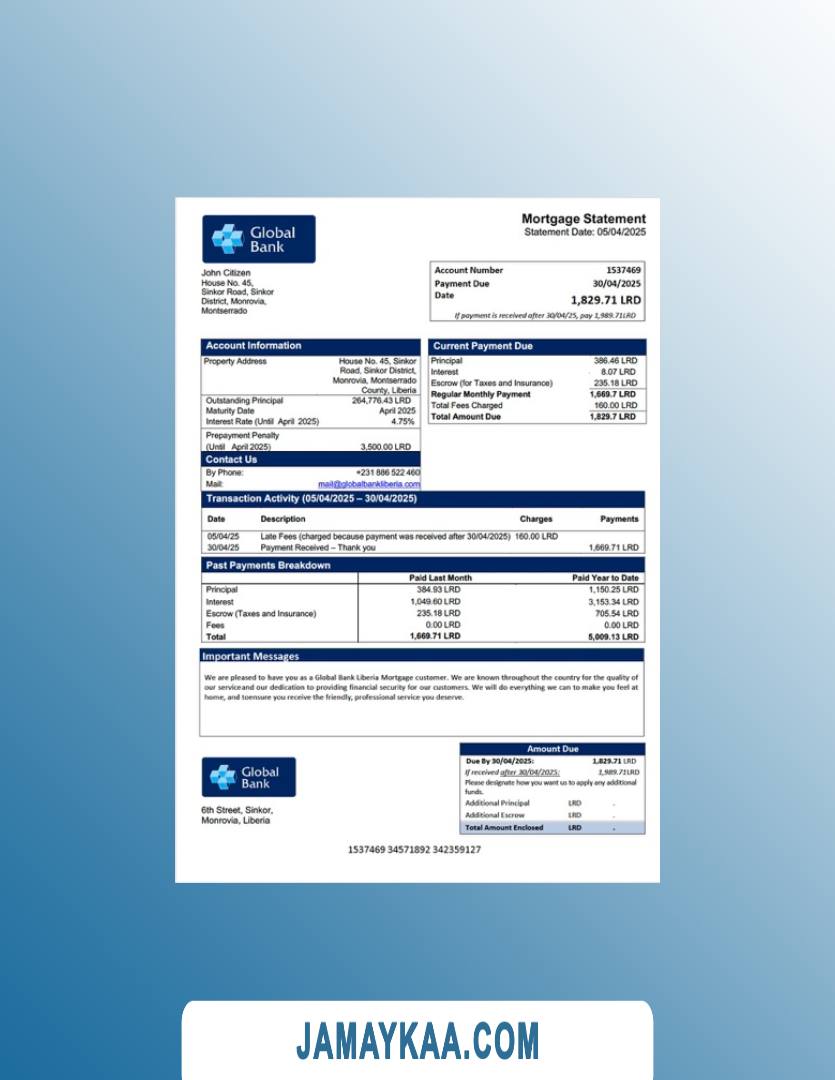 Global
Bank
Mortgage Statement
Statement Date: 05/04/2025
John Citizen
House No. 45,
Sinkor Road, Sinkor
District, Monrovia,
Montserrado
Account Number 1537469
Payment Due 30/04/2025
Date 1,829.71 LRD
If payment is received after 30/04/25, pay 1,989.71LRD
Account Information
Property Address House No. 45, Sinkor
Road, Sinkor District,
Monrovia, Montserrado
County, Liberia
Outstanding Principal 264,776.43 LRD
Maturity Date April 2025
Interest Rate (Until April 2025) 4.75%
Prepayment Penalty
(Until April 2025) 3,500.00 LRD
Contact Us
By Phone: +231 886 522 460
Mail: mail@globalbankliberia.com
Current Payment Due
Principal 386.46 LRD
Interest 8.07 LRD
Escrow (for Taxes and Insurance) 235.18 LRD
Regular Monthly Payment 1,669.7 LRD
Total Fees Charged 160.00 LRD
Total Amount Due 1,829.7 LRD
Transaction Activity (05/04/2025 – 30/04/2025)
Date Description Charges Payments
05/04/25 Late Fees (charged because payment was received after 30/04/2025) 160.00 LRD
30/04/25 Payment Received – Thank you 1,669.71 LRD
Past Payments Breakdown
Paid Last Month Paid Year to Date
Principal 384.93 LRD 1,150.25 LRD
Interest 1,049.60 LRD 3,153.34 LRD
Escrow (Taxes and Insurance) 235.18 LRD 705.54 LRD
Fees 0.00 LRD 0.00 LRD
Total 1,669.71 LRD 5,009.13 LRD
Important Messages
We are pleased to have you as a Global Bank Liberia Mortgage customer. We are known throughout the country for the quality of
our serviceand our dedication to providing financial security for our customers. We will do everything we can to make you feel at
home, and toensure you receive the friendly, professional service you deserve.
Global
Bank
6th Street, Sinkor,
Monrovia, Liberia
Amount Due
Due By 30/04/2025: 1,829.71 LRD
If received after 30/04/2025: 1,989.71LRD
Please designate how you want us to apply any additional
funds.
Additional Principal LRD .
Additional Escrow LRD .
Total Amount Enclosed LRD .
1537469 34571892 342359127
JAMAYKAA.COM